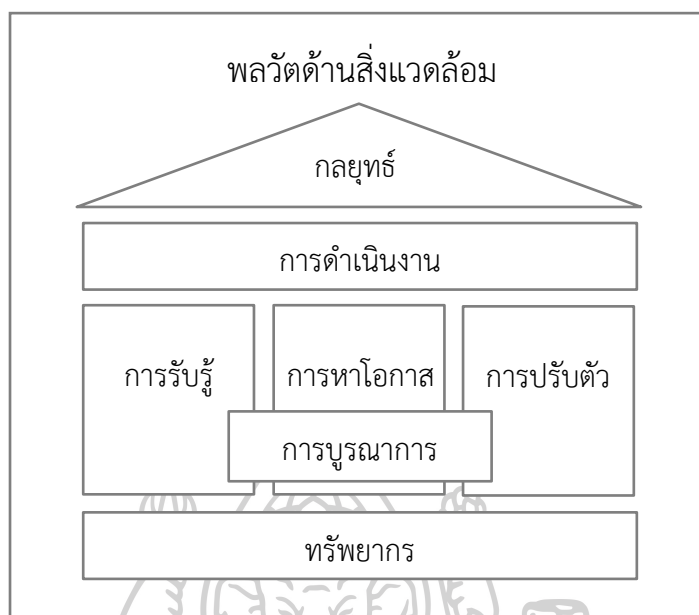 พลวัตด้านสิ่งแวดล้อม
กลยุทธ์
การดำเนินงาน
การรับรู้
การหาโอกาส
การปรับตัว
การบูรณาการ
ทรัพยากร